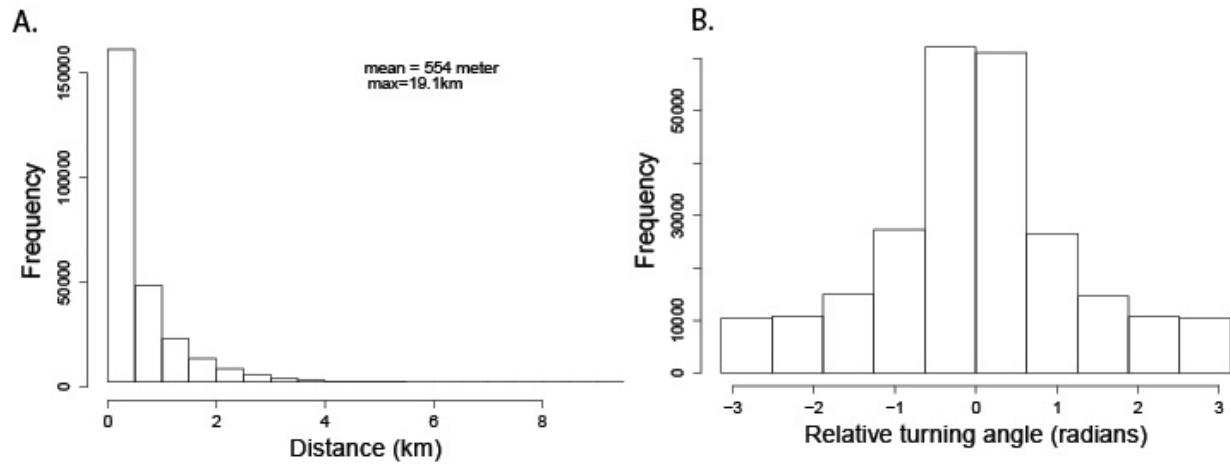 A.
mean = 554 meter
max=19.1km
Frequency
0
50000
100000
150000
0 2 4 6 8
Distance (km)
B.
Frequency
0
10000
30000
50000
−3 −2 −1 0 1 2 3
Relative turning angle (radians)